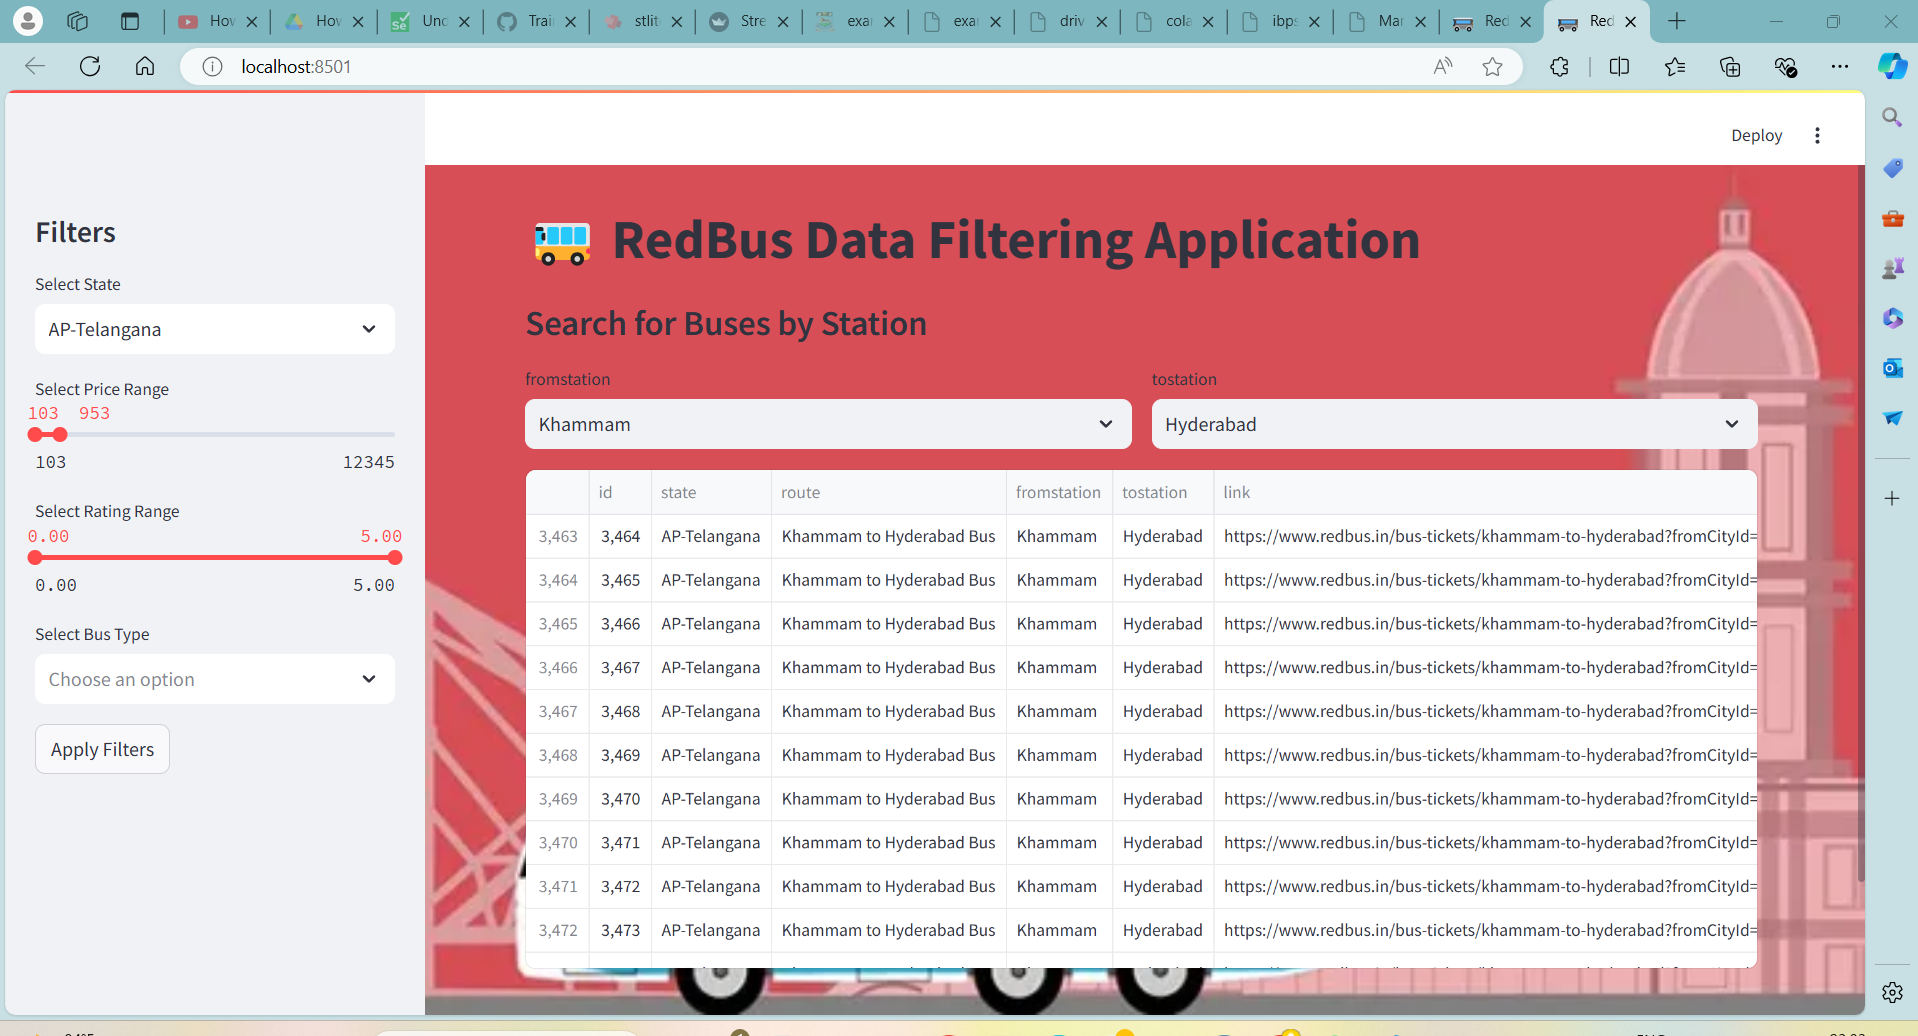 How
How
Unc
Trai
stlit
Stre
exa
exa
driv
cola
ibps
Mar
Red
Red
localhost:8501
Deploy
Filters
Select State
AP-Telangana
Select Price Range
103 953
103 12345
Select Rating Range
0.00 5.00
0.00 5.00
Select Bus Type
Choose an option
Apply Filters
RedBus Data Filtering Application
Search for Buses by Station
fromstation tostation
Khammam Hyderabad
id state route fromstation tostation link
3,463 3,464 AP-Telangana Khammam to Hyderabad Bus Khammam Hyderabad https://www.redbus.in/bus-tickets/khammam-to-hyderabad?fromCityId=
3,464 3,465 AP-Telangana Khammam to Hyderabad Bus Khammam Hyderabad https://www.redbus.in/bus-tickets/khammam-to-hyderabad?fromCityId=
3,465 3,466 AP-Telangana Khammam to Hyderabad Bus Khammam Hyderabad https://www.redbus.in/bus-tickets/khammam-to-hyderabad?fromCityId=
3,466 3,467 AP-Telangana Khammam to Hyderabad Bus Khammam Hyderabad https://www.redbus.in/bus-tickets/khammam-to-hyderabad?fromCityId=
3,467 3,468 AP-Telangana Khammam to Hyderabad Bus Khammam Hyderabad https://www.redbus.in/bus-tickets/khammam-to-hyderabad?fromCityId=
3,468 3,469 AP-Telangana Khammam to Hyderabad Bus Khammam Hyderabad https://www.redbus.in/bus-tickets/khammam-to-hyderabad?fromCityId=
3,469 3,470 AP-Telangana Khammam to Hyderabad Bus Khammam Hyderabad https://www.redbus.in/bus-tickets/khammam-to-hyderabad?fromCityId=
3,470 3,471 AP-Telangana Khammam to Hyderabad Bus Khammam Hyderabad https://www.redbus.in/bus-tickets/khammam-to-hyderabad?fromCityId=
3,471 3,472 AP-Telangana Khammam to Hyderabad Bus Khammam Hyderabad https://www.redbus.in/bus-tickets/khammam-to-hyderabad?fromCityId=
3,472 3,473 AP-Telangana Khammam to Hyderabad Bus Khammam Hyderabad https://www.redbus.in/bus-tickets/khammam-to-hyderabad?fromCityId=